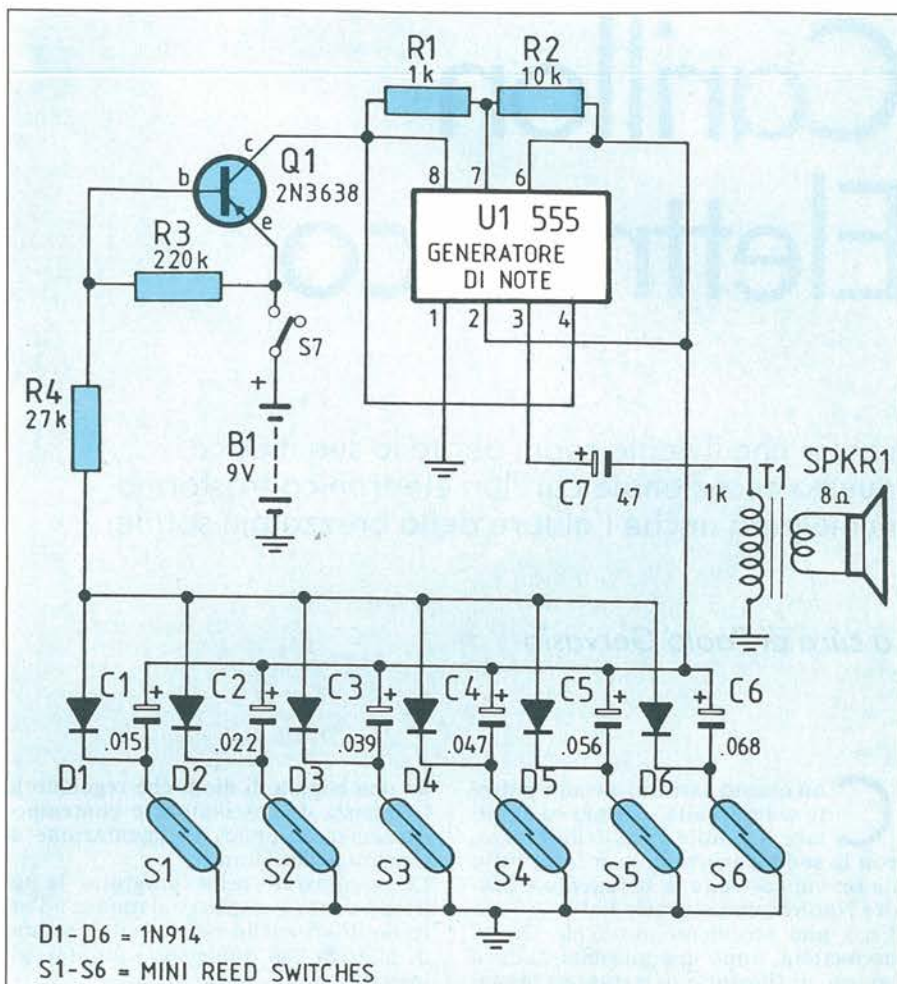 R1
1k
R2
10k
c
b
e
Q1
2N3638
8
7
6
U1 555
GENERATORE
DI NOTE
R3
220k
1
2
3
4
S7
+
B1
9V
R4
27k
+
C7
47
1k
T1
SPKR1
8Ω
C1 +
C2 +
C3 +
C4 +
C5 +
+ C6
.015
.022
.039
.047
.056
.068
D1
D2
D3
D4
D5
D6
S1
S2
S3
S4
S5
S6
D1-D6 = 1N914
S1-S6 = MINI REED SWITCHES